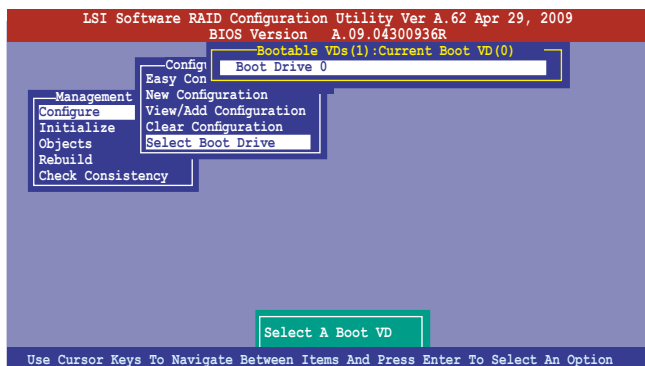 LSI Software RAID Configuration Utility Ver A.62 Apr 29, 2009
BIOS Version A.09.04300936R
Bootable VDs(1):Current Boot VD(0)
Boot Drive 0
Easy Con
New Configuration
View/Add Configuration
Clear Configuration
Select Boot Drive
Management
Configure
Initialize
Objects
Rebuild
Check Consistency
Select A Boot VD
Use Cursor Keys To Navigate Between Items And Press Enter To Select An Option